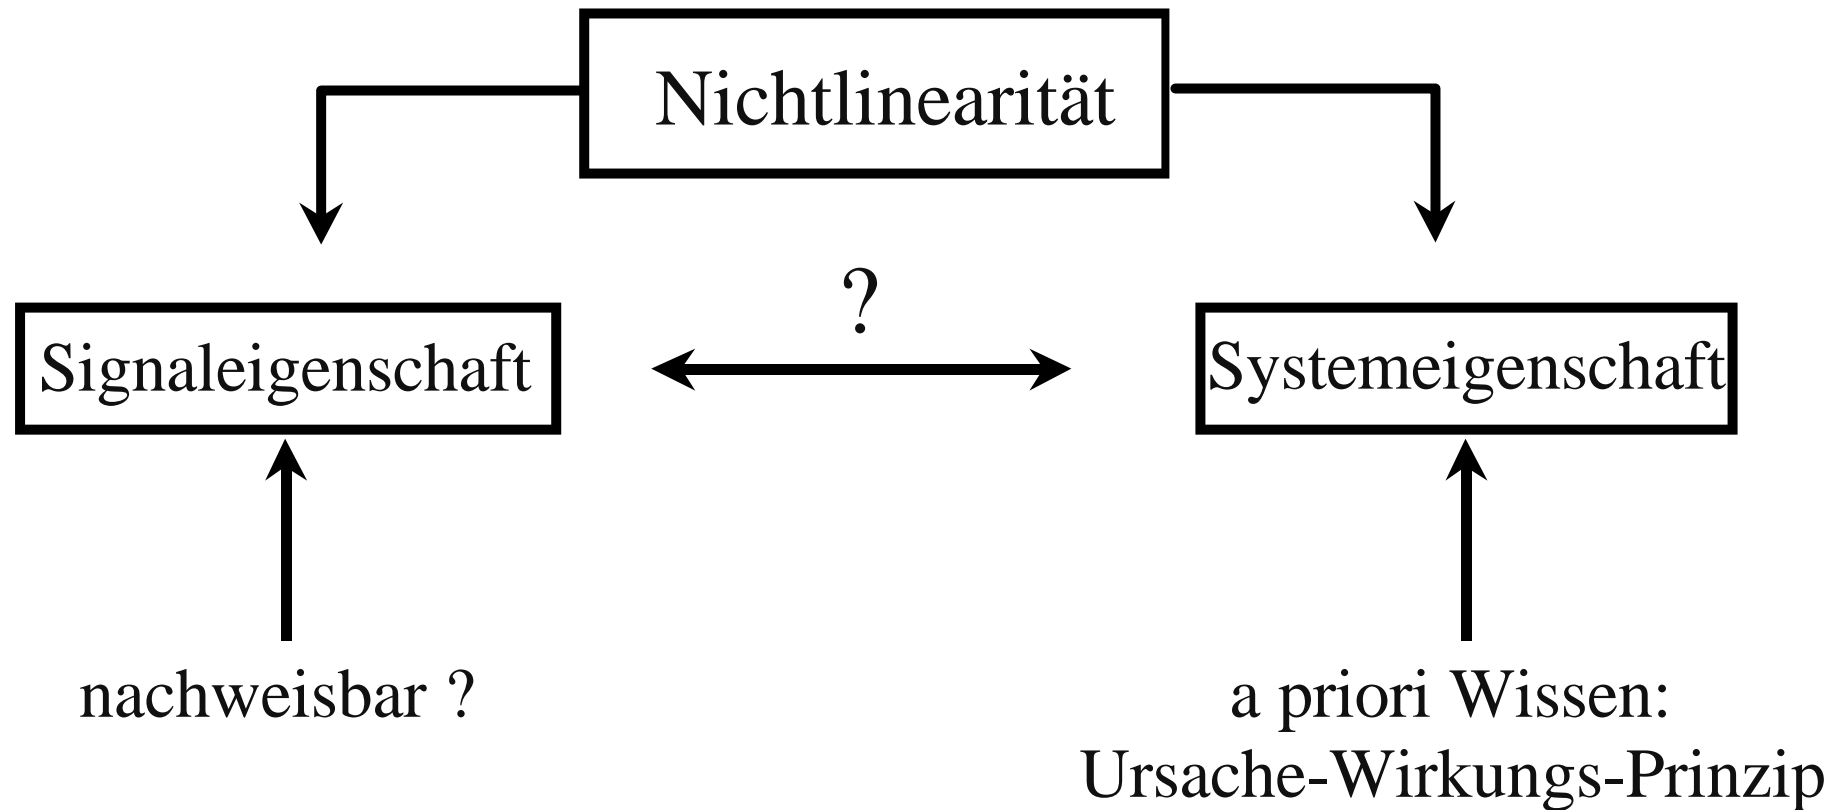 Nichtlinearität
?
Signaleigenschaft
Systemeigenschaft
nachweisbar ?
a priori Wissen:
Ursache-Wirkungs-Prinzip